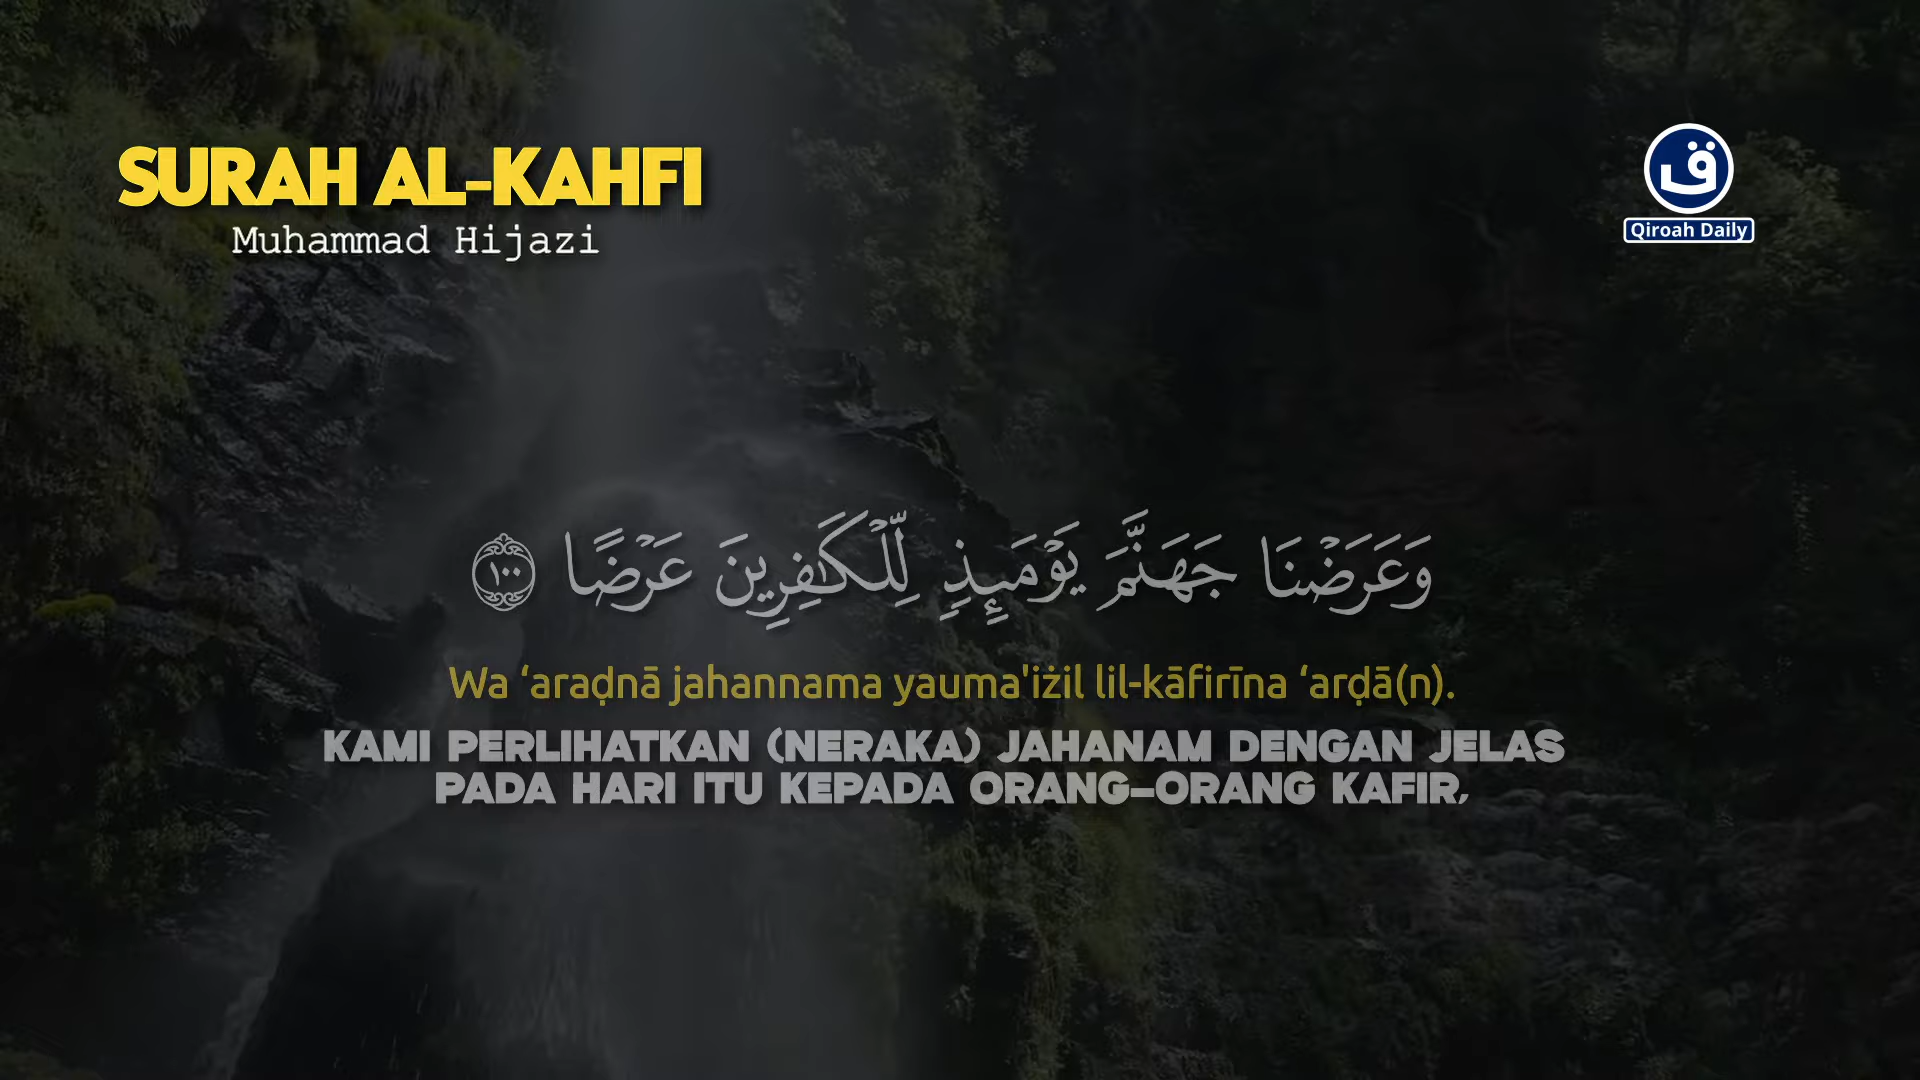 SURAH AL-KAHFI
Muhammad Hijazi
ق
Qiroah Daily
وَعَرَضْنَا جَهَنَّمَ يَوْمَىِٕذٍ لِّلْكٰفِرِيْنَ عَرْضًا ١٠٠
Wa ‘araḍnā jahannama yauma'iżil lil-kāfirīna ‘arḍā(n).
KAMI PERLIHATKAN (NERAKA) JAHANAM DENGAN JELAS
PADA HARI ITU KEPADA ORANG-ORANG KAFIR,